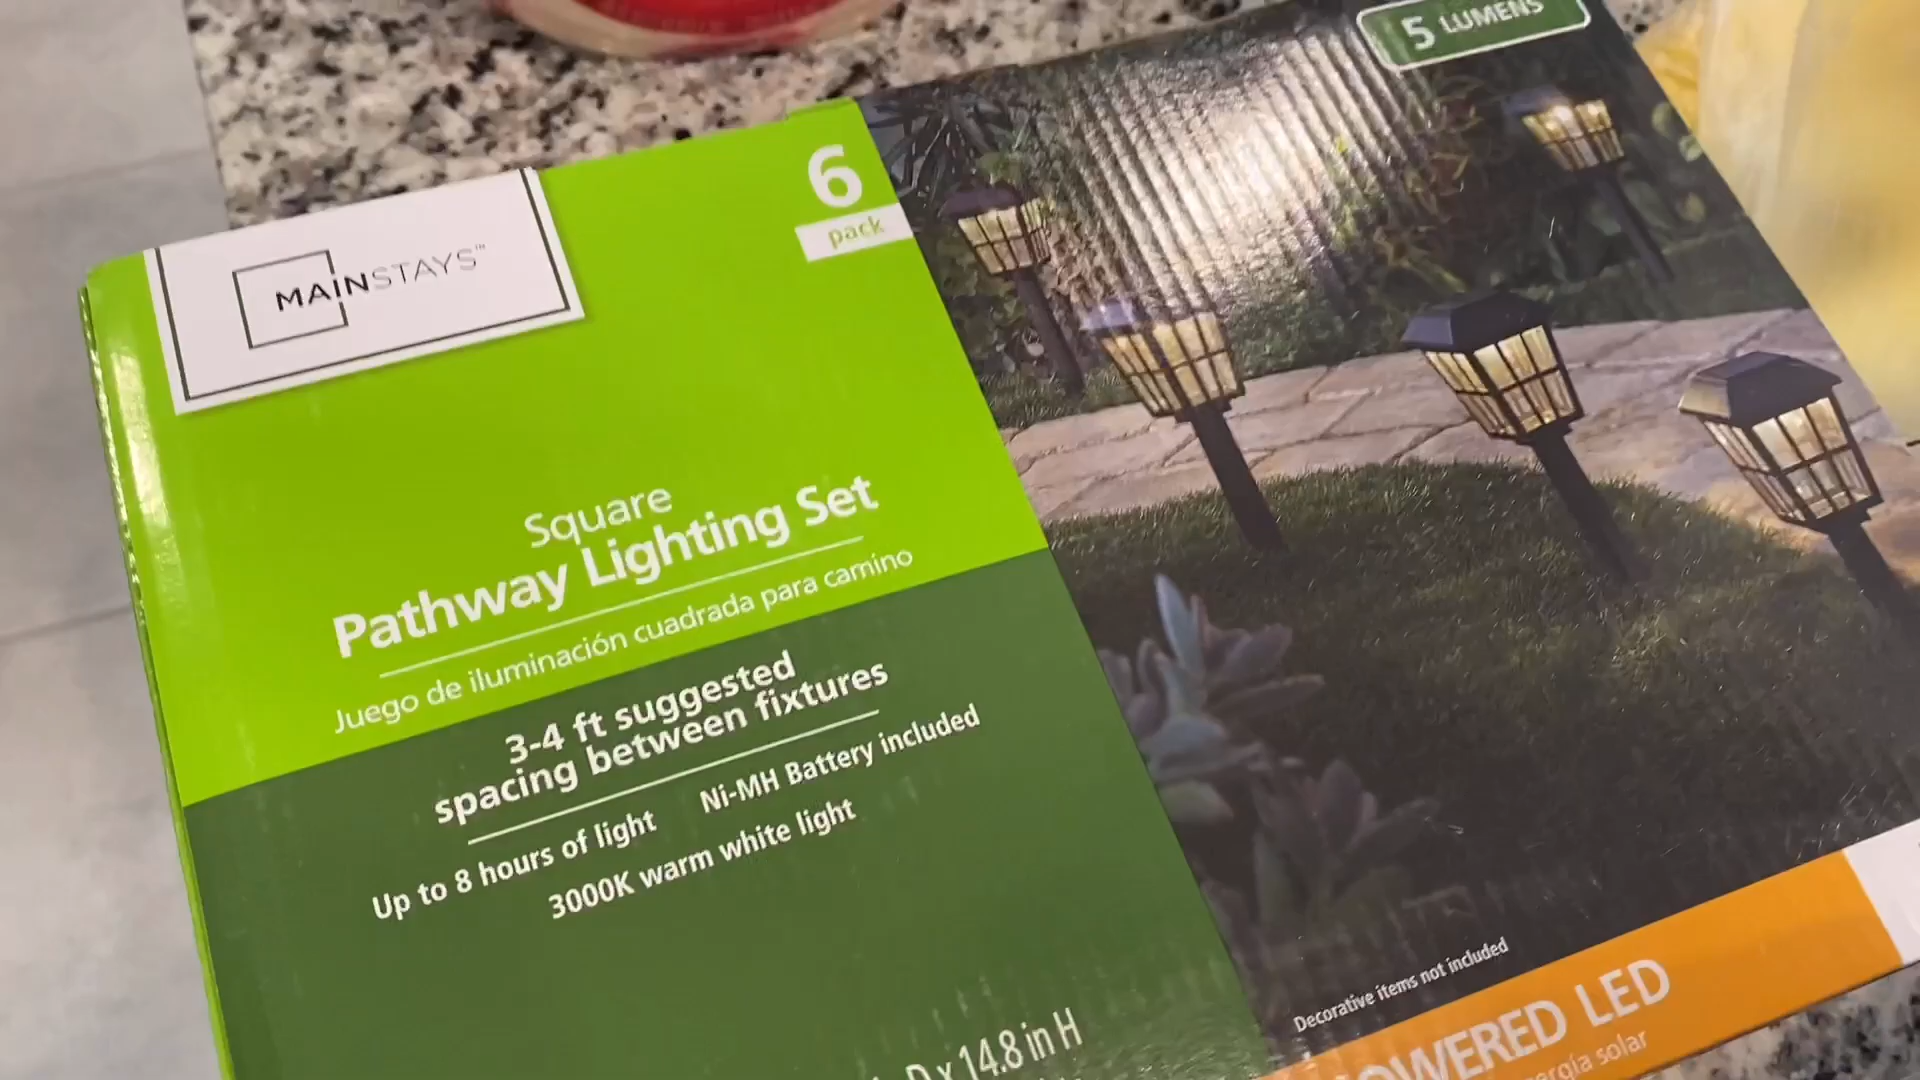 MAINSTAYS™
6
pack
5 LUMENS
Square
Pathway Lighting Set
Juego de iluminación cuadrada para camino
3-4 ft suggested
spacing between fixtures
Up to 8 hours of light Ni-MH Battery included
3000K warm white light
D x 14.8 in H
Decorative items not included
LED
solar